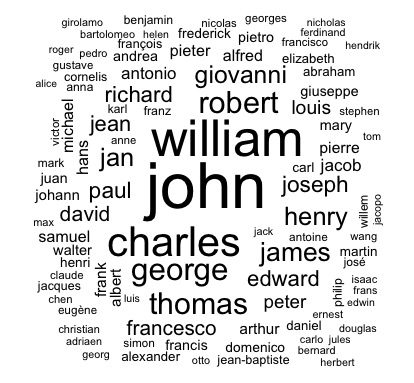 girolamo benjamin nicolas georges nicholas
bartolomeo helen frederick pietro ferdinand
roger pedro françois andrea pieter alfred francisco hendrik
gustave cornelis antonio giovanni elizabeth abraham
alice anna richard robert louis giuseppe
karl franz stephen
victor michael jean william mary tom
hans anne pierre
mark jan carl jacob
juan john joseph
johann paul willem jacopo
max david henry
samuel charles jack antoine wang
walter james martin
henri george josé
claude frank albert edward philip isaac
jacques luis frans
chen thomas peter edwin
eugène ernest
christian francesco arthur daniel douglas
adriaen simon francis domenico carlo jules
georg alexander otto jean-baptiste bernard
herbert